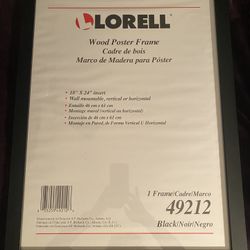 LORELL
Wood Poster Frame
Cadre de bois
Marco de Madera para Póster
• 18" X 24" insert
• Wall mountable, vertical or horizontal
• Entaille 46 cm x 61 cm
• Montage mural (vertical ou horizontal)
• Inserción de 46 cm x 61 cm
• Montaje en Pared, de Forma Vertical U Horizontal
1 Frame/Cadre/Marco
49212
Black/Noir/Negro